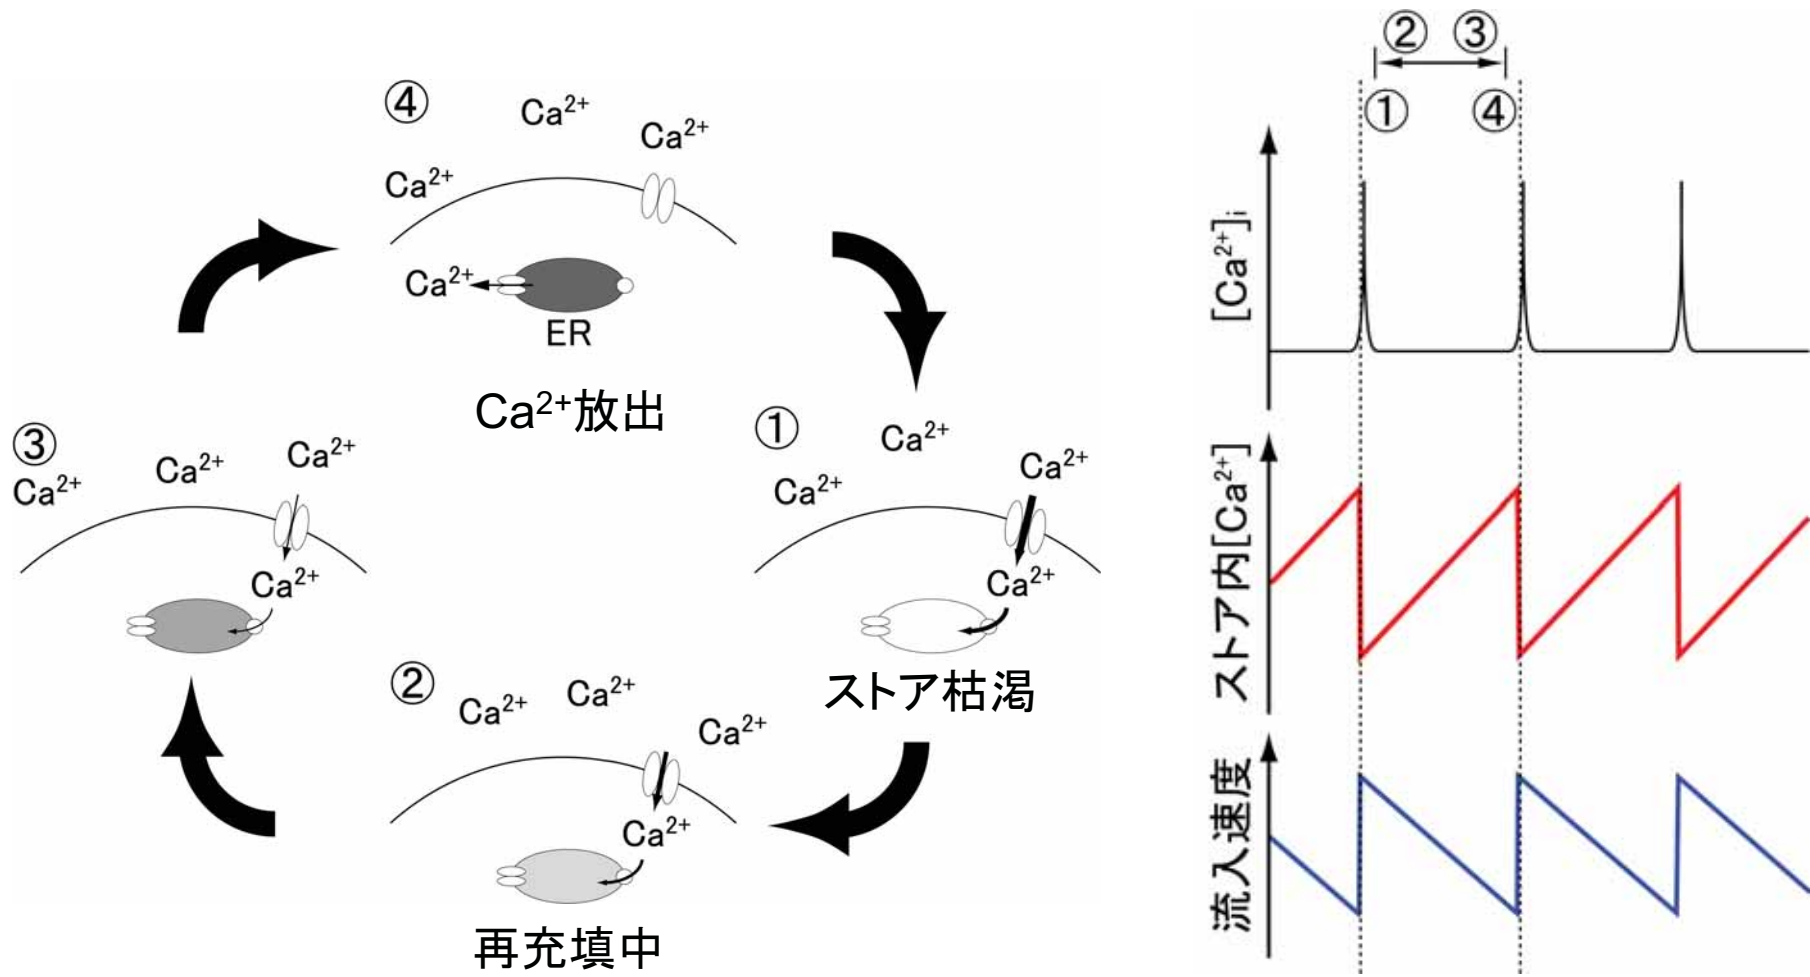 ④
Ca²⁺
Ca²⁺
Ca²⁺
Ca²⁺
ER
Ca²⁺放出
①
Ca²⁺
Ca²⁺
Ca²⁺
Ca²⁺
ストア枯渇
②
Ca²⁺
Ca²⁺
Ca²⁺
Ca²⁺
再充填中
③
Ca²⁺
Ca²⁺
Ca²⁺
Ca²⁺
② ③
① ④
[Ca²⁺]i
ストア内[Ca²⁺]
流入速度